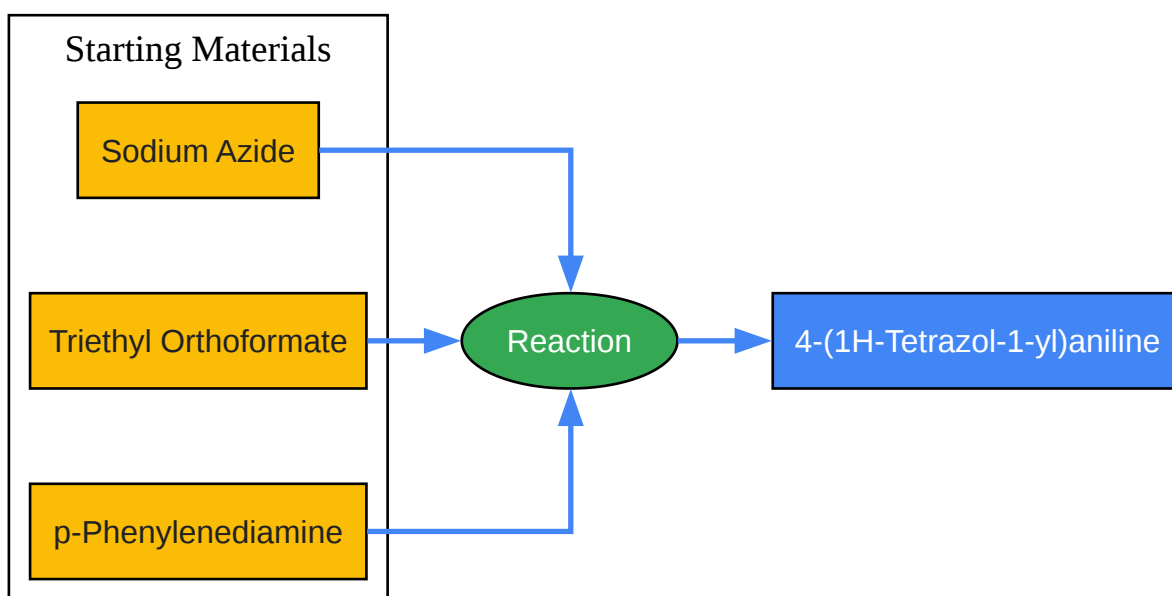 Starting Materials
Sodium Azide
Triethyl Orthoformate
Reaction
4-(1H-Tetrazol-1-yl)aniline
p-Phenylenediamine